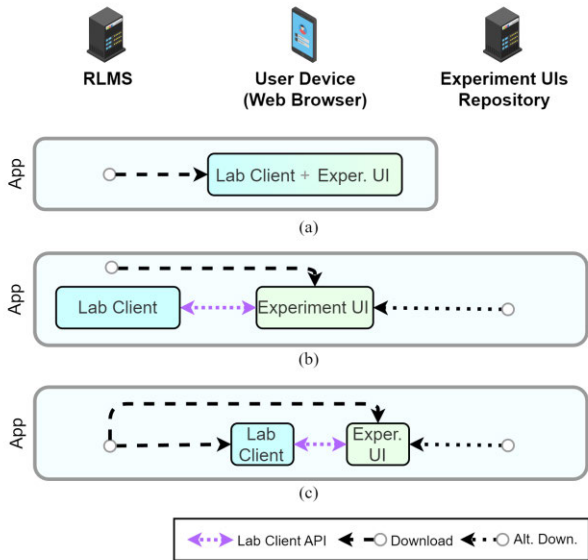 RLMS
User Device
(Web Browser)
Experiment UIs
Repository
App
Lab Client + Exper. UI
(a)
App
Lab Client
Experiment UI
(b)
App
Lab
Client
Exper.
UI
(c)
Lab Client API
Download
Alt. Down.